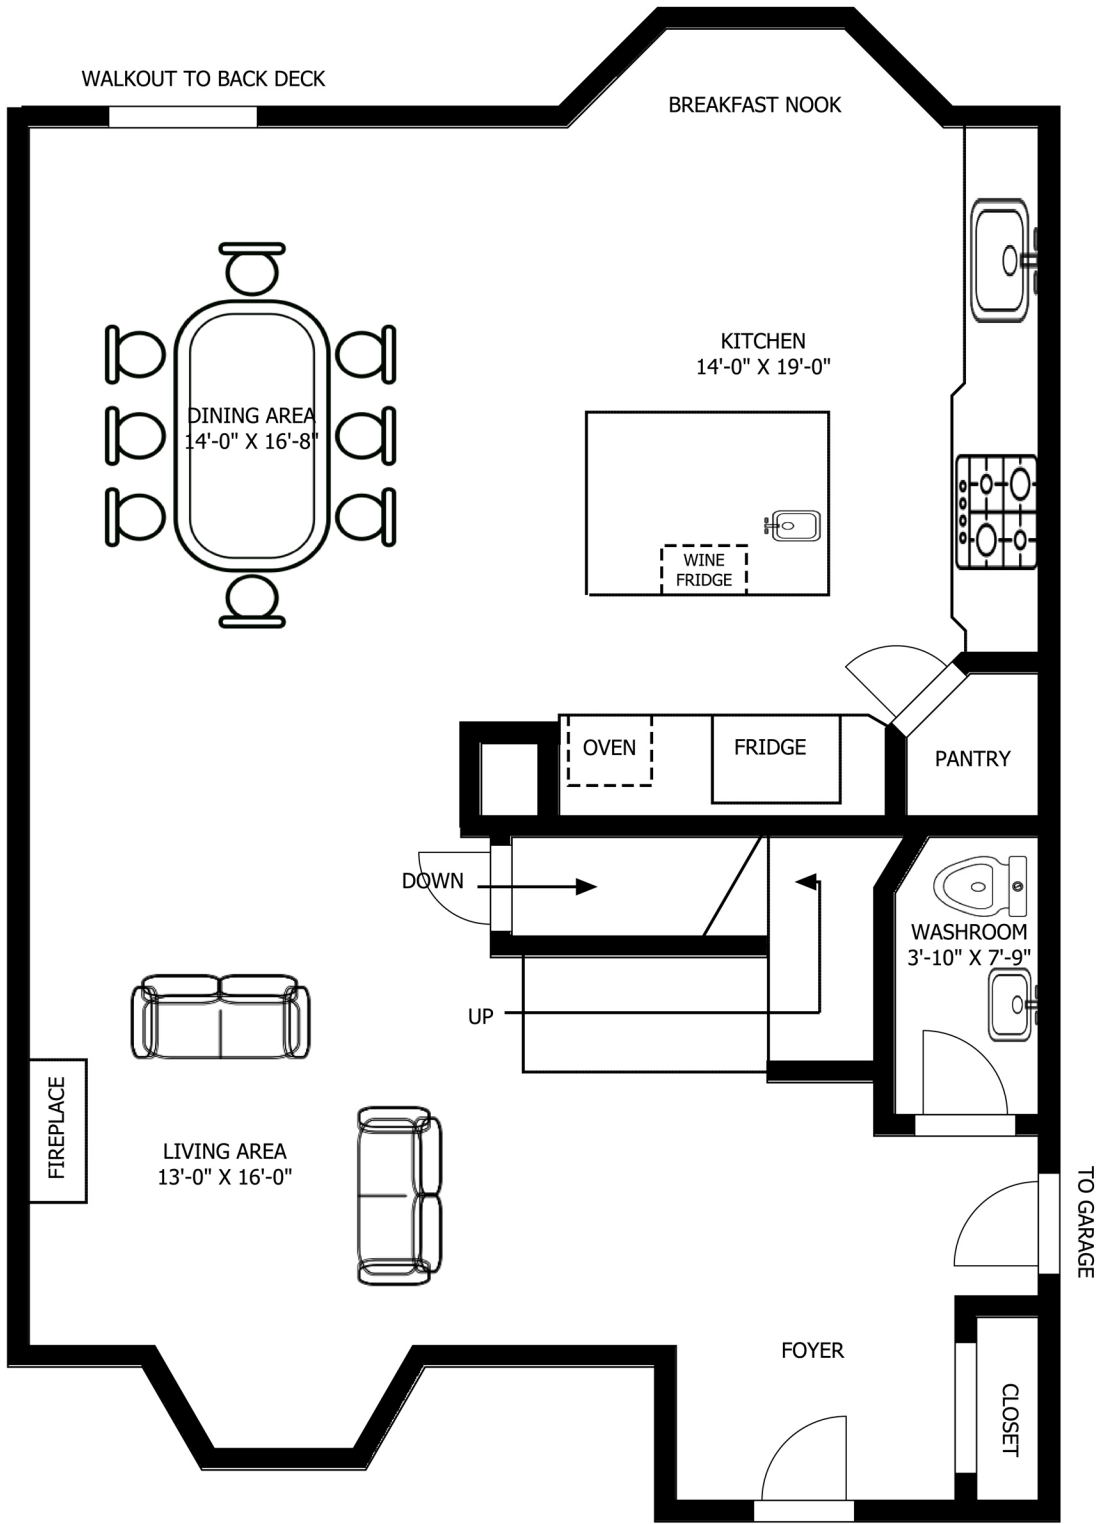 WALKOUT TO BACK DECK
BREAKFAST NOOK
KITCHEN
14'-0" X 19'-0"
DINING AREA
14'-0" X 16'-8"
WINE
FRIDGE
OVEN
FRIDGE
PANTRY
DOWN
WASHROOM
3'-10" X 7'-9"
UP
FIREPLACE
LIVING AREA
13'-0" X 16'-0"
TO GARAGE
FOYER
CLOSET